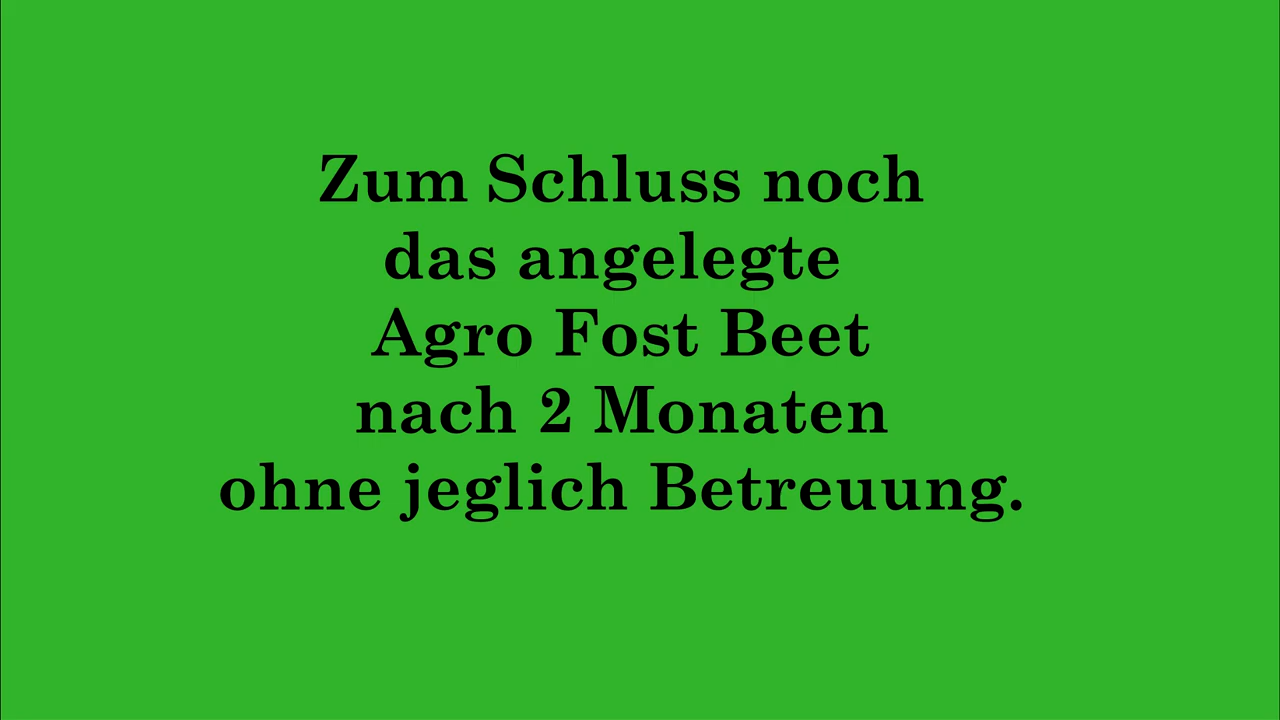 Zum Schluss noch
das angelegte
Agro Fost Beet
nach 2 Monaten
ohne jeglich Betreuung.